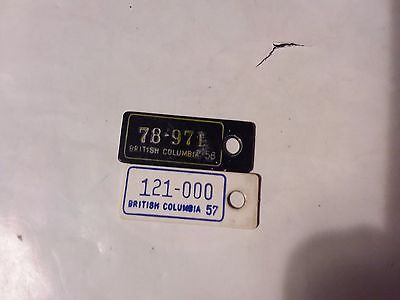 78-971
BRITISH COLUMBIA 56
121-000
BRITISH COLUMBIA 57